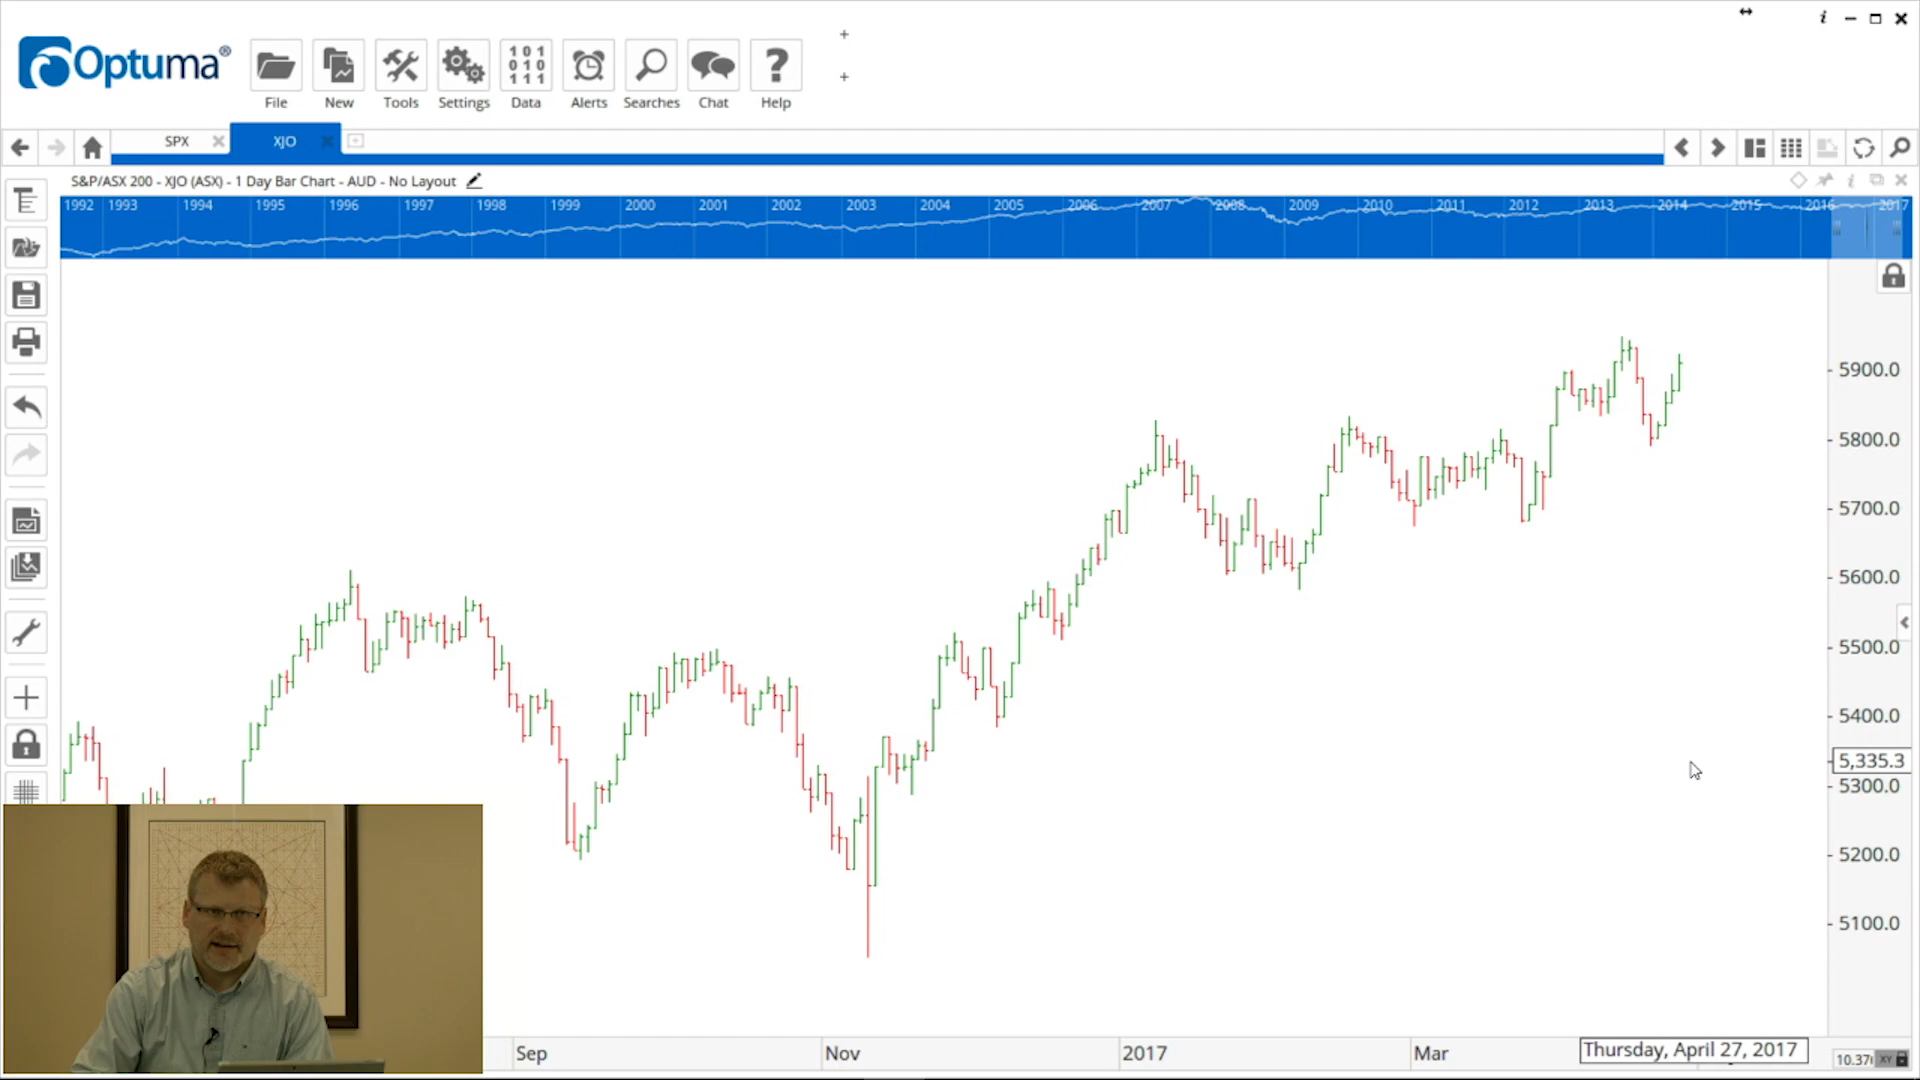 Optuma®
File New Tools Settings Data Alerts Searches Chat Help
101
010
111
SPX XJO
S&P/ASX 200 - XJO (ASX) - 1 Day Bar Chart - AUD - No Layout
1992 1993 1994 1995 1996 1997 1998 1999 2000 2001 2002 2003 2004 2005 2006 2007 2008 2009 2010 2011 2012 2013 2014 2015 2016 2017
5900.0
5800.0
5700.0
5600.0
5500.0
5400.0
5,335.3
5300.0
5200.0
5100.0
Sep Nov 2017 Mar Thursday, April 27, 2017
XY